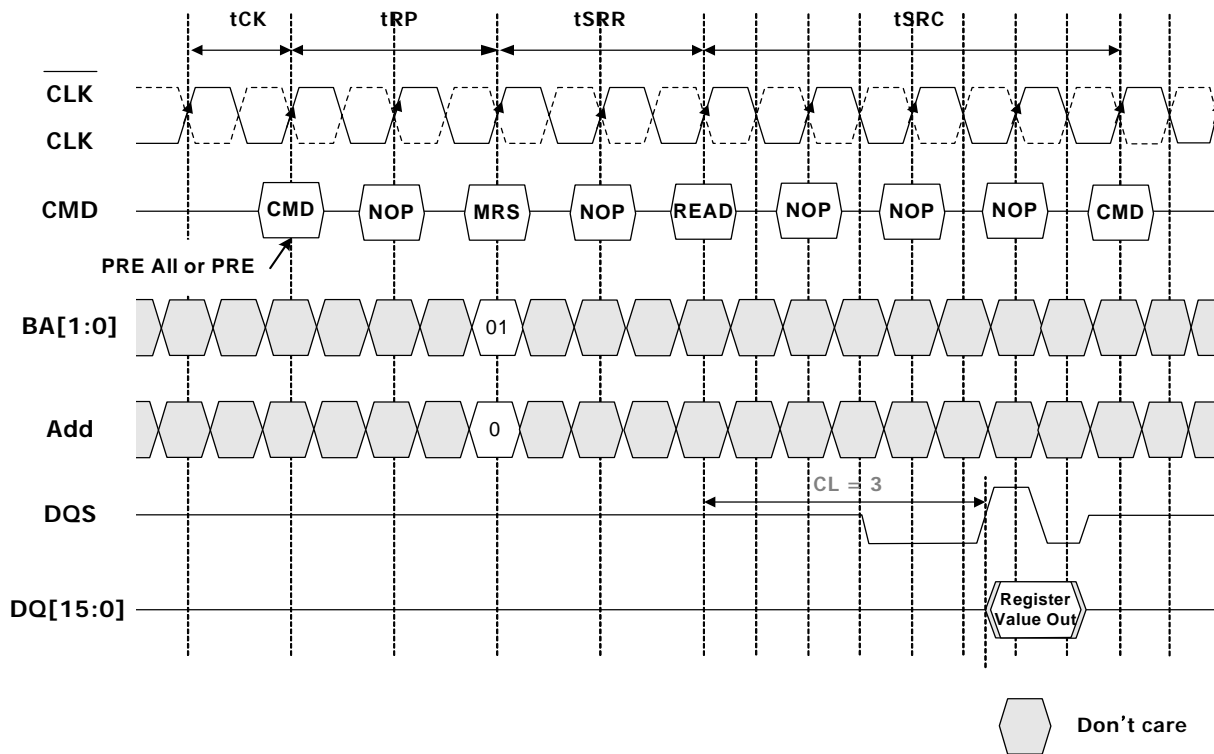 tCK tRP tSRR tSRC
CLK
CLK
CMD CMD NOP MRS NOP READ NOP NOP NOP CMD
PRE All or PRE
BA[1:0] 01
Add 0
CL = 3
DQS
DQ[15:0] Register
Value Out
Don't care